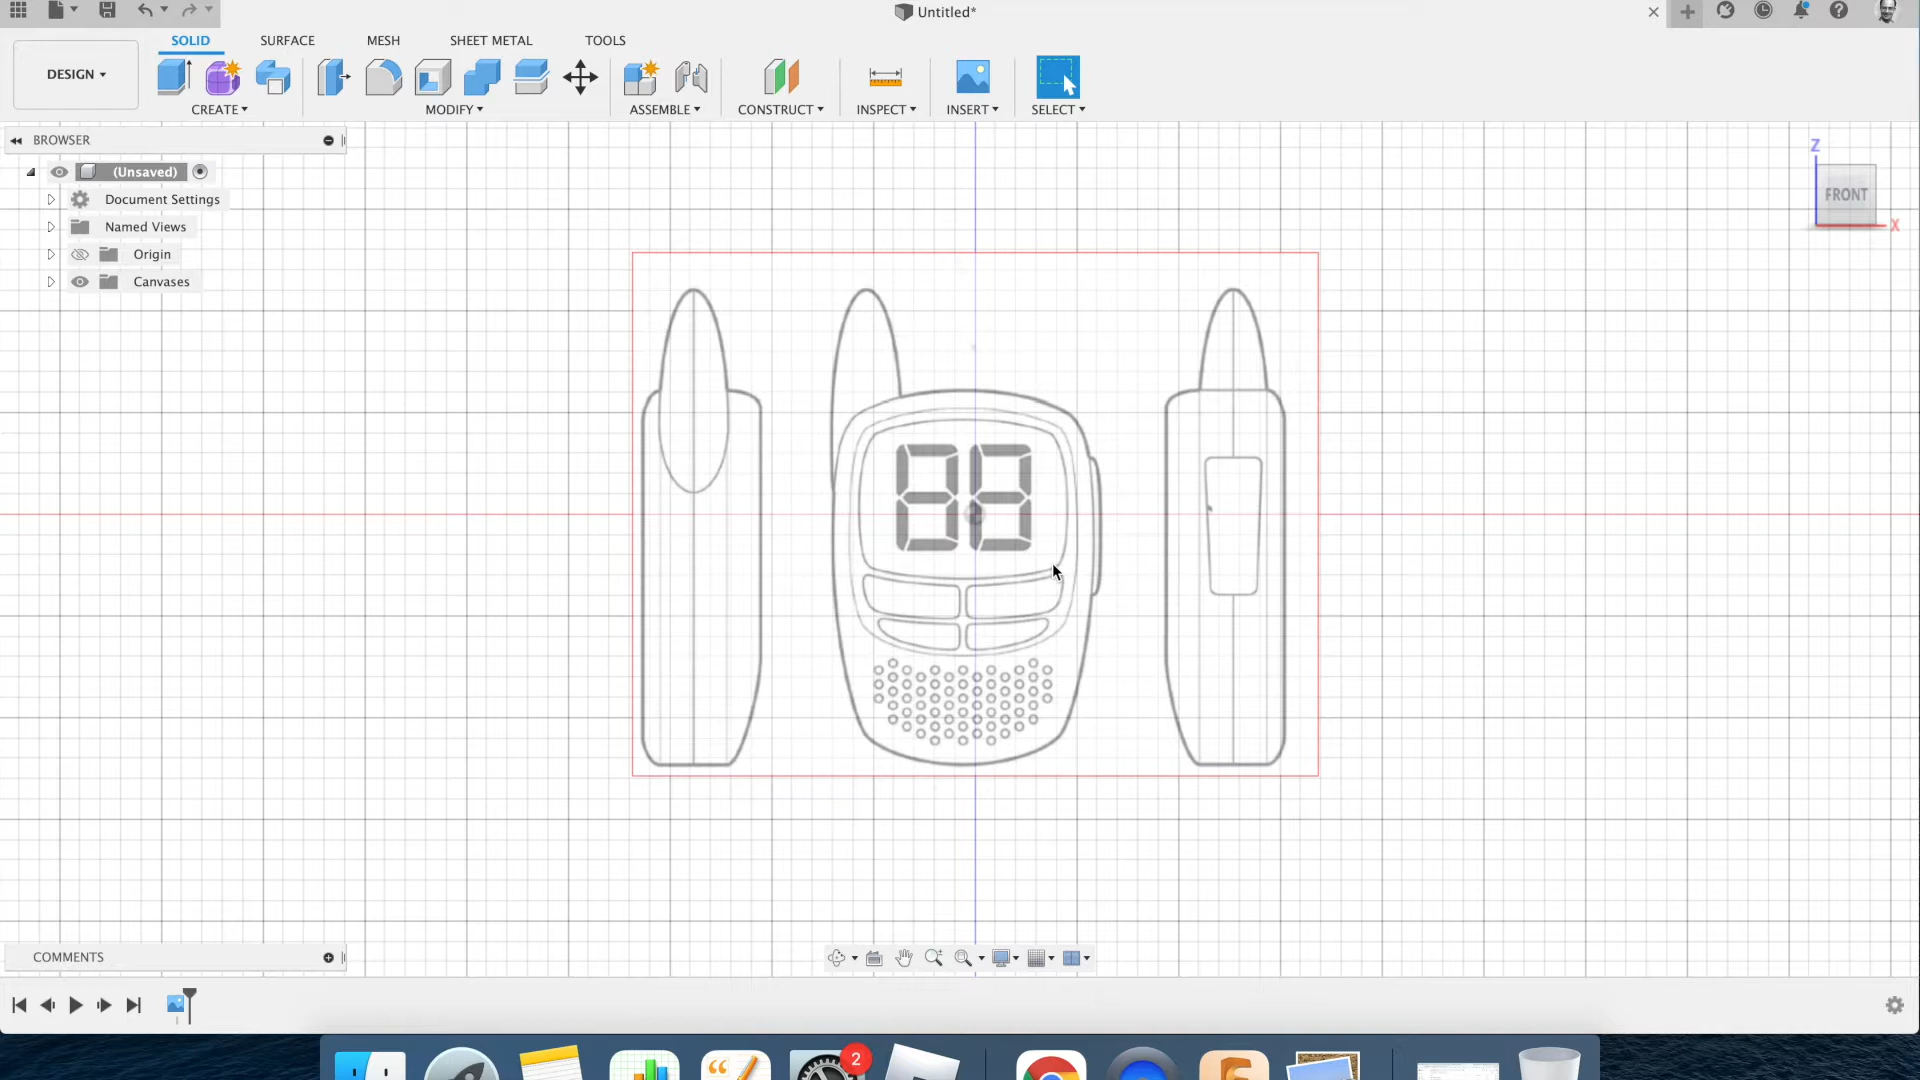 Untitled*
SOLID SURFACE MESH SHEET METAL TOOLS
DESIGN
CREATE MODIFY ASSEMBLE CONSTRUCT INSPECT INSERT SELECT
BROWSER
(Unsaved)
Document Settings
Named Views
Origin
Canvases
Z
FRONT
X
88
COMMENTS
2